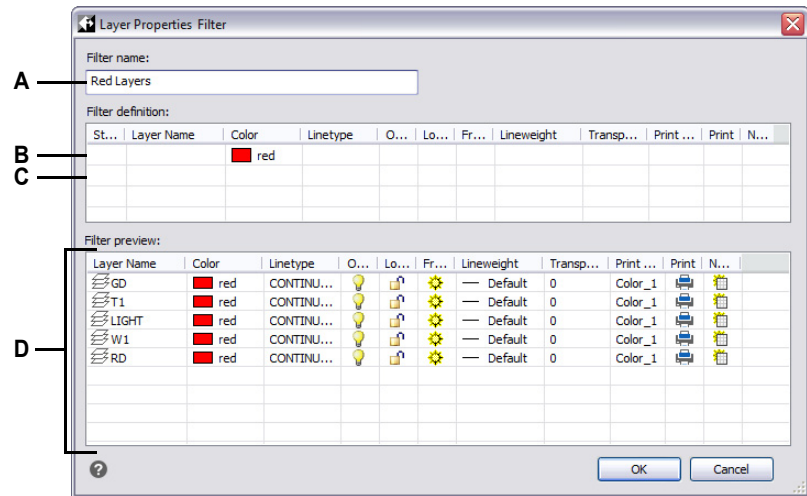 Layer Properties Filter
Filter name:
A
Red Layers
Filter definition:
St... Layer Name Color Linetype O... Lo... Fr... Lineweight Transp... Print ... Print N...
B
red
C
Filter preview:
Layer Name Color Linetype O... Lo... Fr... Lineweight Transp... Print ... Print N...
GD red CONTINU... Default 0 Color_1
T1 red CONTINU... Default 0 Color_1
LIGHT red CONTINU... Default 0 Color_1
W1 red CONTINU... Default 0 Color_1
D
RD red CONTINU... Default 0 Color_1
? OK Cancel